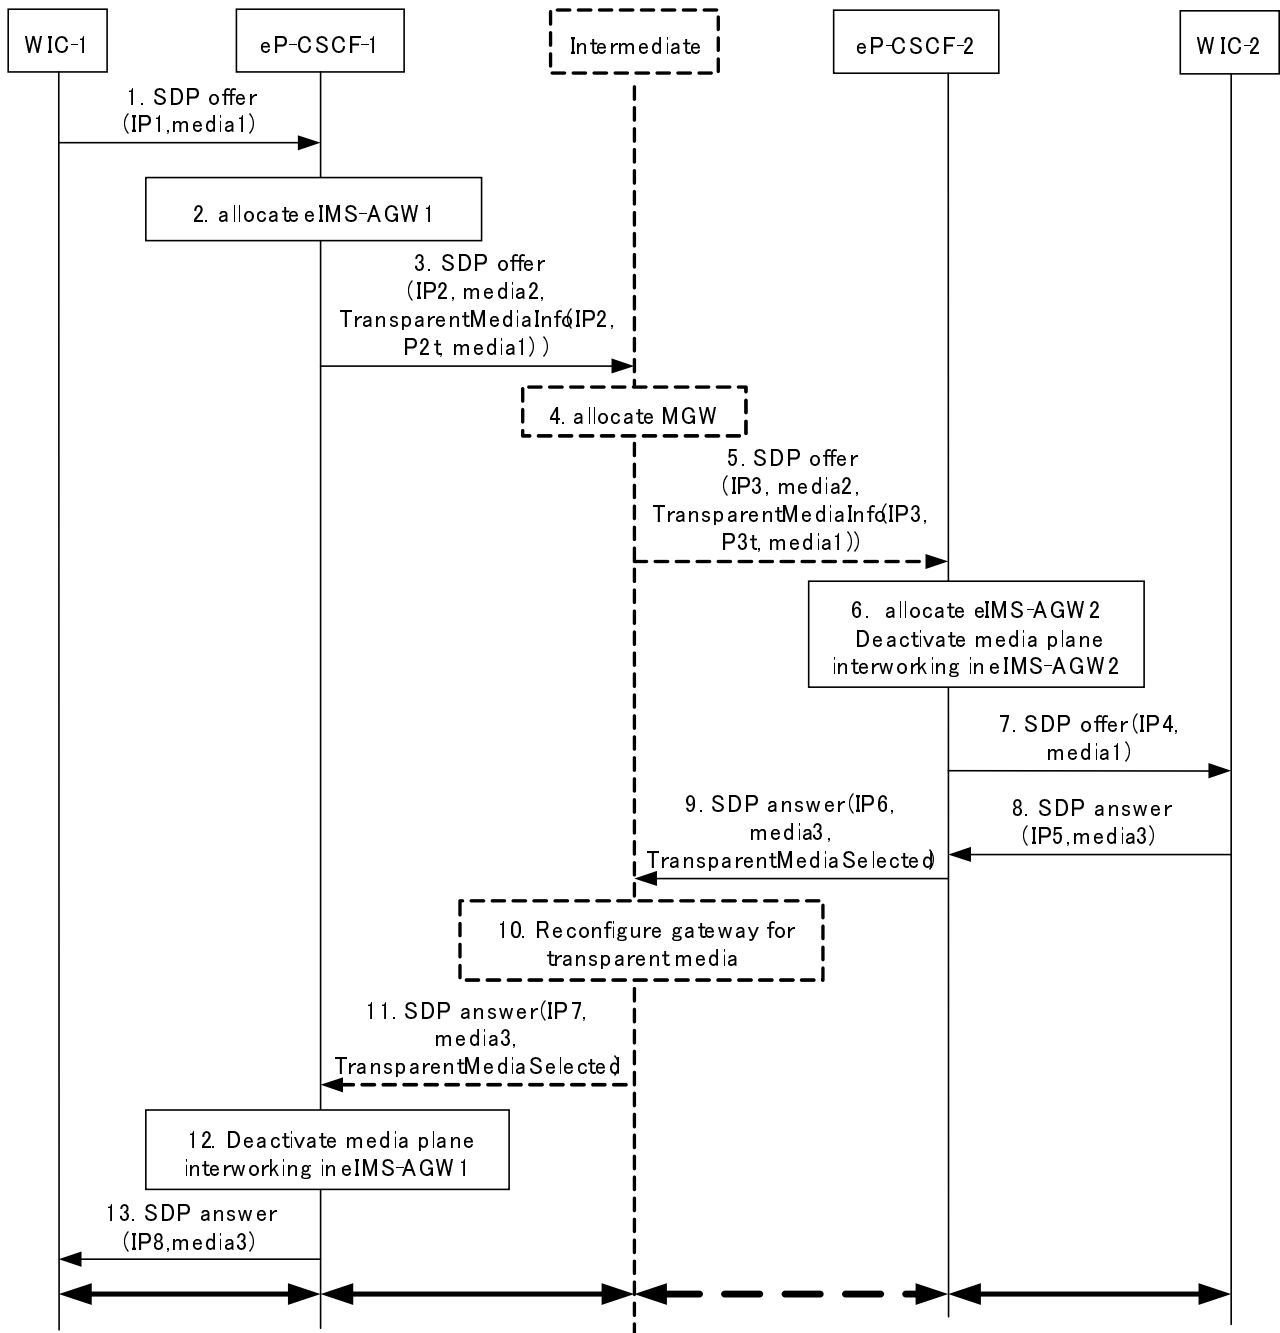 WIC-1
eP-CSCF-1
Intermediate
eP-CSCF-2
WIC-2
1. SDP offer
(IP1,media1)
2. allocate eIMS-AGW1
3. SDP offer
(IP2, media2,
TransparentMediaInfo(IP2,
P2t, media1))
4. allocate MGW
5. SDP offer
(IP3, media2,
TransparentMediaInfo(IP3,
P3t, media1))
6. allocate eIMS-AGW2
Deactivate media plane
interworking in eIMS-AGW2
7. SDP offer(IP4,
media1)
8. SDP answer
(IP5,media3)
9. SDP answer(IP6,
media3,
TransparentMediaSelected)
10. Reconfigure gateway for
transparent media
11. SDP answer(IP7,
media3,
TransparentMediaSelected)
12. Deactivate media plane
interworking in eIMS-AGW1
13. SDP answer
(IP8,media3)